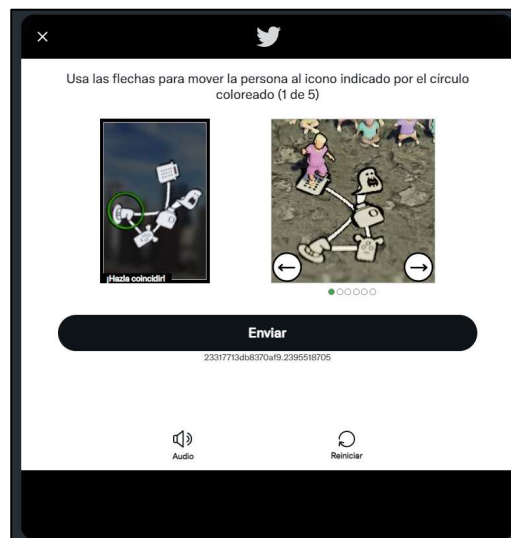 Usa las flechas para mover la persona al icono indicado por el círculo
coloreado (1 de 5)
¡Hazla coincidir!
Enviar
23317713db8370af9.2395518705
Audio
Reiniciar